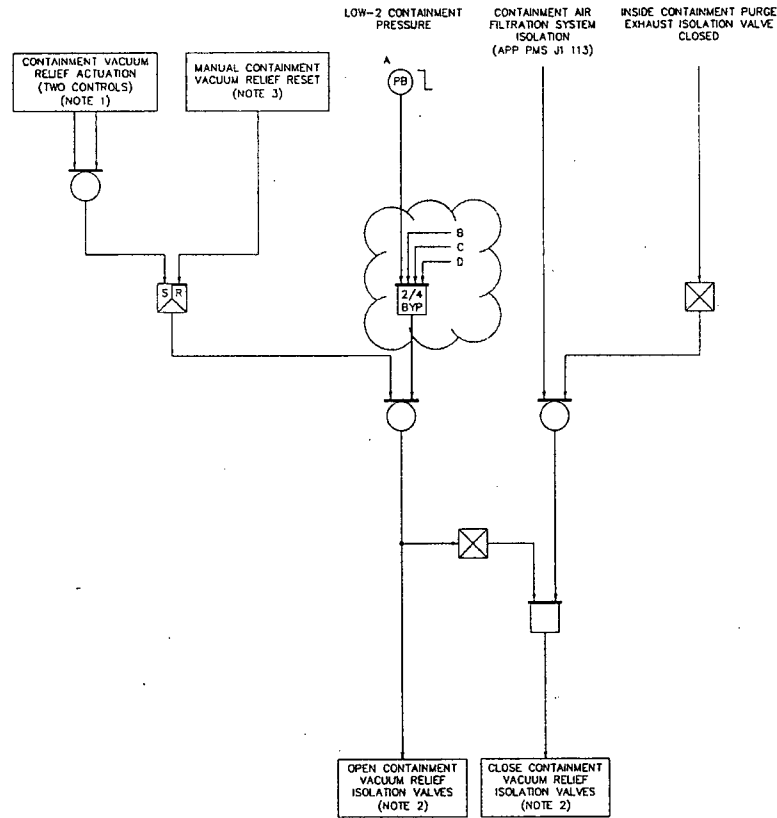 LOW-2 CONTAINMENT
PRESSURE
CONTAINMENT AIR
FILTRATION SYSTEM
ISOLATION
(APP PMS J1 113)
INSIDE CONTAINMENT PURGE
EXHAUST ISOLATION VALVE
CLOSED
CONTAINMENT VACUUM
RELIEF ACTUATION
(TWO CONTROLS)
(NOTE 1)
MANUAL CONTAINMENT
VACUUM RELIEF RESET
(NOTE 3)
A
PB
B
C
D
S R
2/4
BYP
OPEN CONTAINMENT
VACUUM RELIEF
ISOLATION VALVES
(NOTE 2)
CLOSE CONTAINMENT
VACUUM RELIEF
ISOLATION VALVES
(NOTE 2)